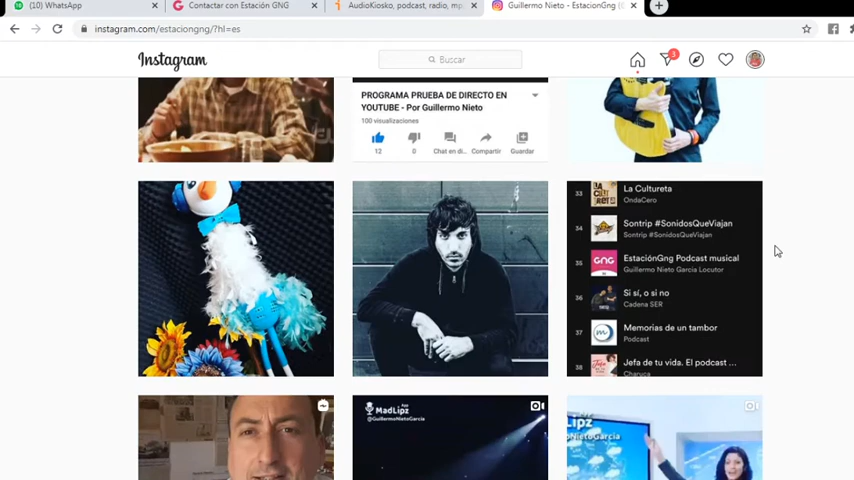 (10) WhatsApp
Contactar con Estación GNG
AudioKiosko, podcast, radio, mp
Guillermo Nieto - EstacionGng (@
instagram.com/estaciongng/?hl=es
Instagram
Buscar
3
PROGRAMA PRUEBA DE DIRECTO EN
YOUTUBE - Por Guillermo Nieto
100 visualizaciones
12
0
Chat en di...
Compartir
Guardar
33
La Cultureta
OndaCero
34
Sontrip #SonidosQueViajan
Sontrip #SonidosQueViajan
35
GNG
EstaciónGng Podcast musical
Guillermo Nieto Garcia Locutor
36
Si sí, o si no
Cadena SER
37
Memorias de un tambor
Podcast
38
Jefa de tu vida. El podcast ...
Charuca
MadLipz
@GuillermoNietoGarcia